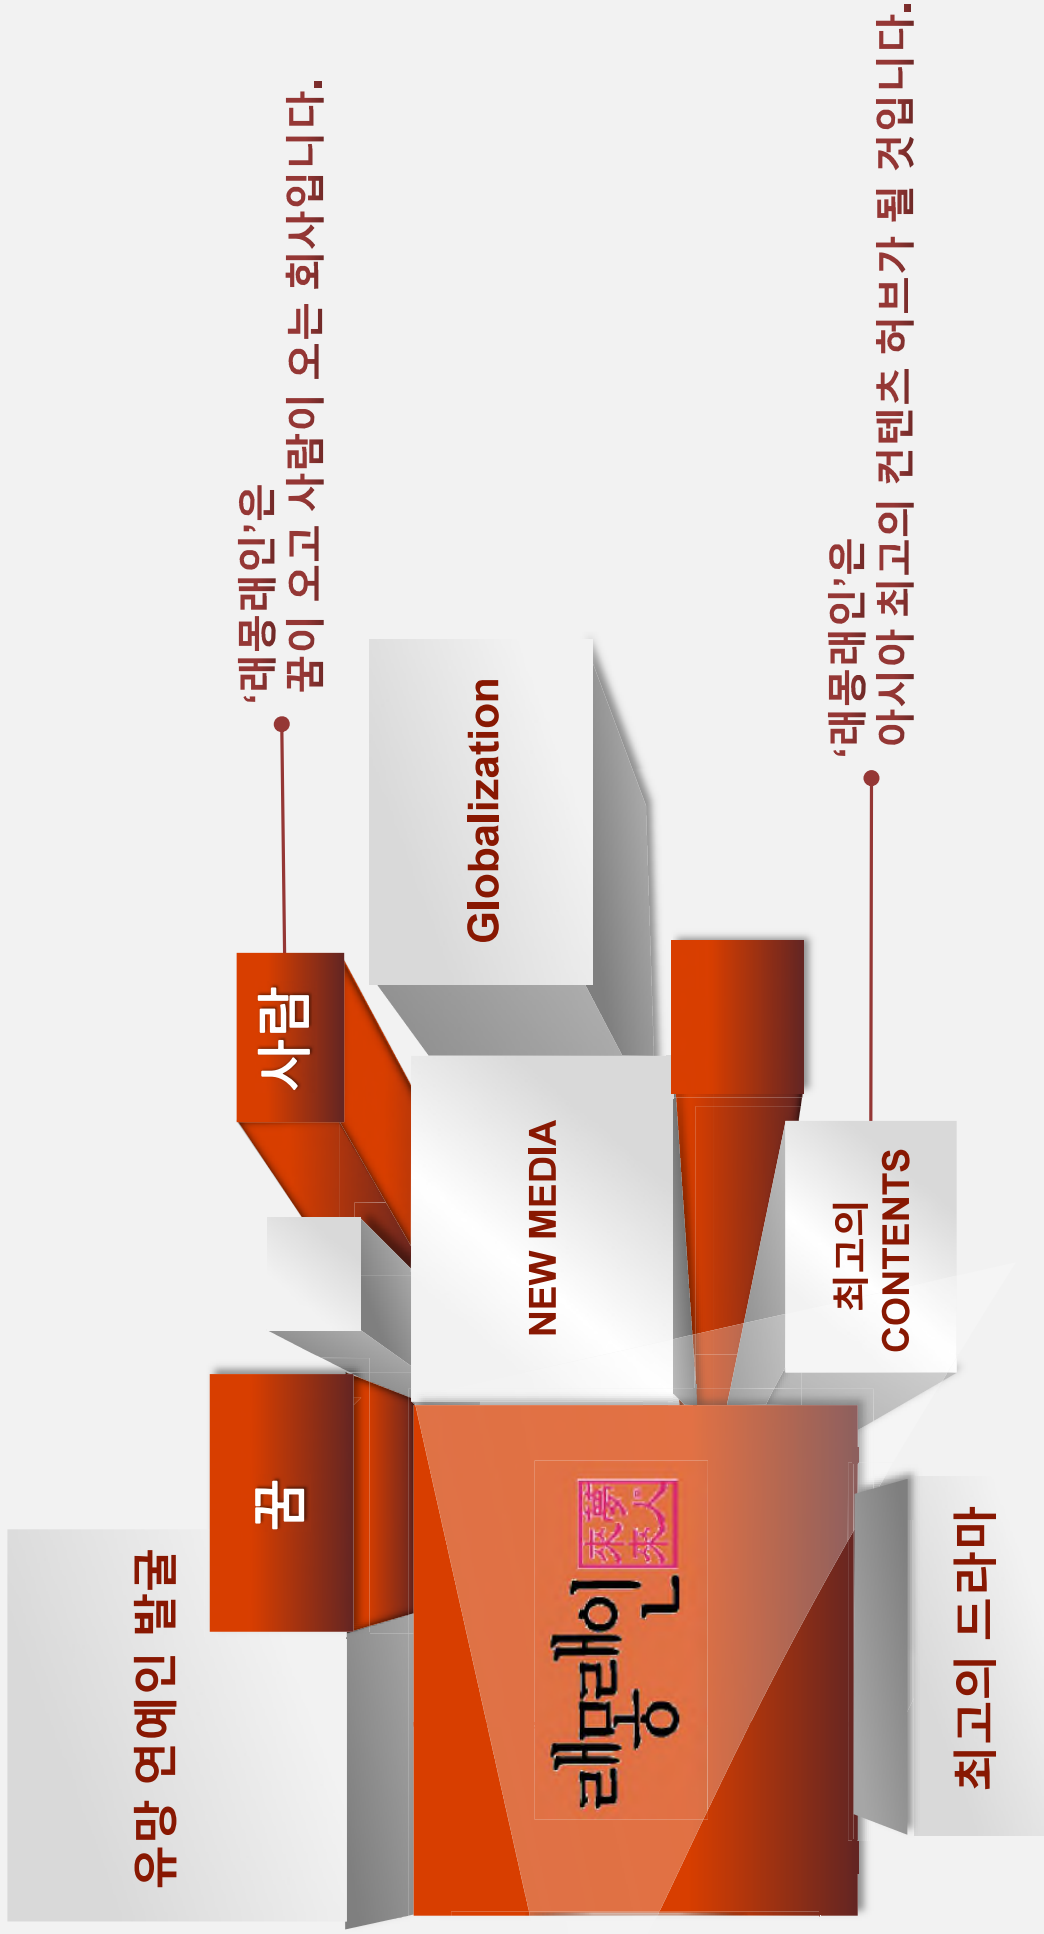 ‘래몽래인’은
꿈이 오고 사람이 오는 회사입니다.
‘래몽래인’은
아시아 최고의 컨텐츠 허브가 될 것입니다.
유망 연예인 발굴
꿈
사람
Globalization
NEW MEDIA
최고의
CONTENTS
래몽래인
來夢
來人
최고의 드라마